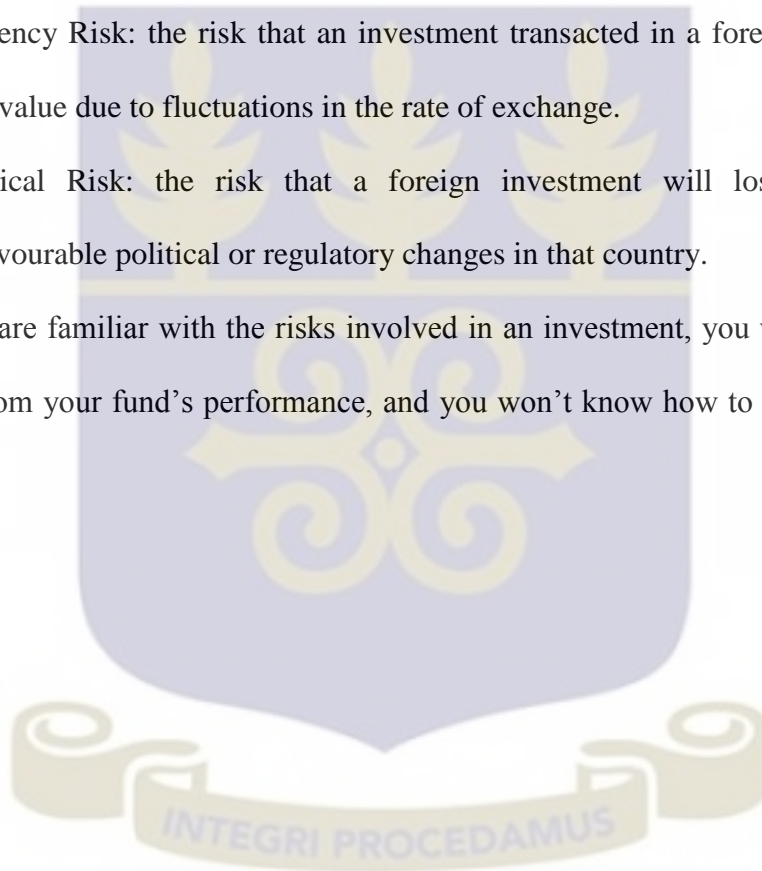 ency Risk: the risk that an investment transacted in a fore
value due to fluctuations in the rate of exchange.
ical Risk: the risk that a foreign investment will los
vourable political or regulatory changes in that country.
are familiar with the risks involved in an investment, you
om your fund’s performance, and you won’t know how to
INTEGRI PROCEDAMUS